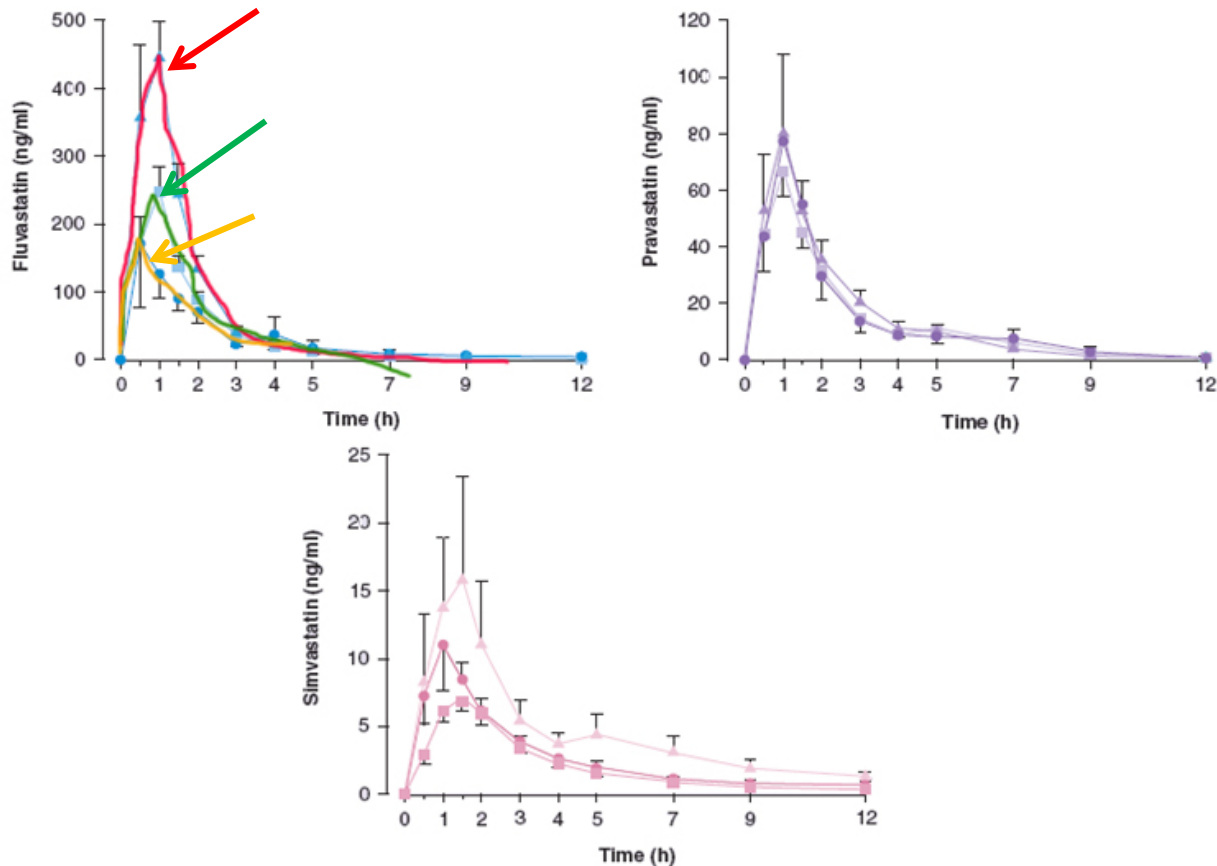 Fluvastatin (ng/ml)
500
400
300
200
100
0
0 1 2 3 4 5 7 9 12
Time (h)
Pravastatin (ng/ml)
120
100
80
60
40
20
0
0 1 2 3 4 5 7 9 12
Time (h)
Simvastatin (ng/ml)
25
20
15
10
5
0
0 1 2 3 4 5 7 9 12
Time (h)